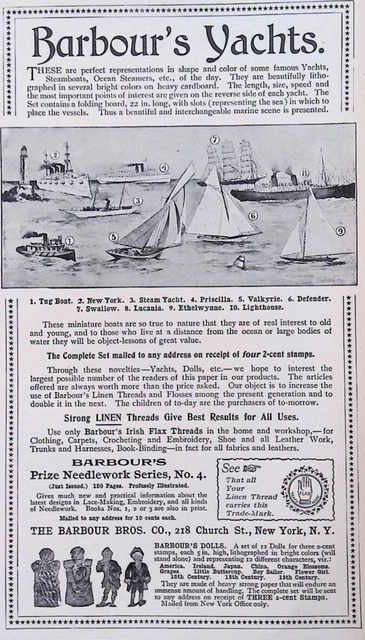 Barbour's Yachts.
THESE are perfect representations in shape and color of some famous Yachts,
Steamboats, Ocean Steamers, etc., of the day. They are beautifully litho-
graphed in several bright colors on heavy cardboard. The length, size, speed and
the most important points of interest are given on the reverse side of each yacht. The
Set contains a folding board, 22 in. long, with slots (representing the sea) in which to
place the vessels. Thus a beautiful and interchangeable marine scene is presented.
7
2
4
8
3
6
9
1
5
1. Tug Boat. 2. New York. 3. Steam Yacht. 4. Priscilla. 5. Valkyrie. 6. Defender.
7. Swallow. 8. Lucania. 9. Ethelwynne. 10. Lighthouse.
These miniature boats are so true to nature that they are of real interest to old
and young, and to those who live at a distance from the ocean or large bodies of
water they will be object-lessons of great value.
The Complete Set mailed to any address on receipt of four 2-cent stamps.
Through these novelties—Yachts, Dolls, etc.—we hope to interest the
largest possible number of the readers of this paper in our products. The articles
offered are always worth more than the price asked. Our object is to increase the
use of Barbour's Linen Threads and Flosses among the present generation and to
double it in the next. The children of to-day are the purchasers of to-morrow.
Strong LINEN Threads Give Best Results for All Uses.
Use only Barbour's Irish Flax Threads in the home and workshop,—for
Clothing, Carpets, Crocheting and Embroidery, Shoe and all Leather Work,
Trunks and Harnesses, Book-Binding—in fact for all fabrics and leathers.
BARBOUR'S
Prize Needlework Series, No. 4.
(Just Issued.) 150 Pages. Profusely Illustrated.
Gives much new and practical information about the
latest designs in Lace-Making, Embroidery, and all kinds
of Needlework. Books Nos. 1, 2 or 3 are also in print.
Mailed to any address for 10 cents each.
See
That all
Your
Linen Thread
carries this
Trade-Mark.
FLAX
THE BARBOUR BROS. CO., 218 Church St., New York, N. Y.
BARBOUR'S DOLLS. A set of 12 Dolls for three 2-cent
stamps, each 5 in. high, lithographed in bright colors (will
stand alone) and representing 12 different characters, viz.:
America. Ireland. Japan. China. Orange Blossoms.
Grapes. Little Buttercup. Boy Sailor. Flower Girl.
16th Century. 18th Century. 19th Century.
They are made of heavy strong paper that will endure an
immense amount of handling. The complete set will be sent
to any address on receipt of THREE 2-cent Stamps.
Mailed from New York Office only.